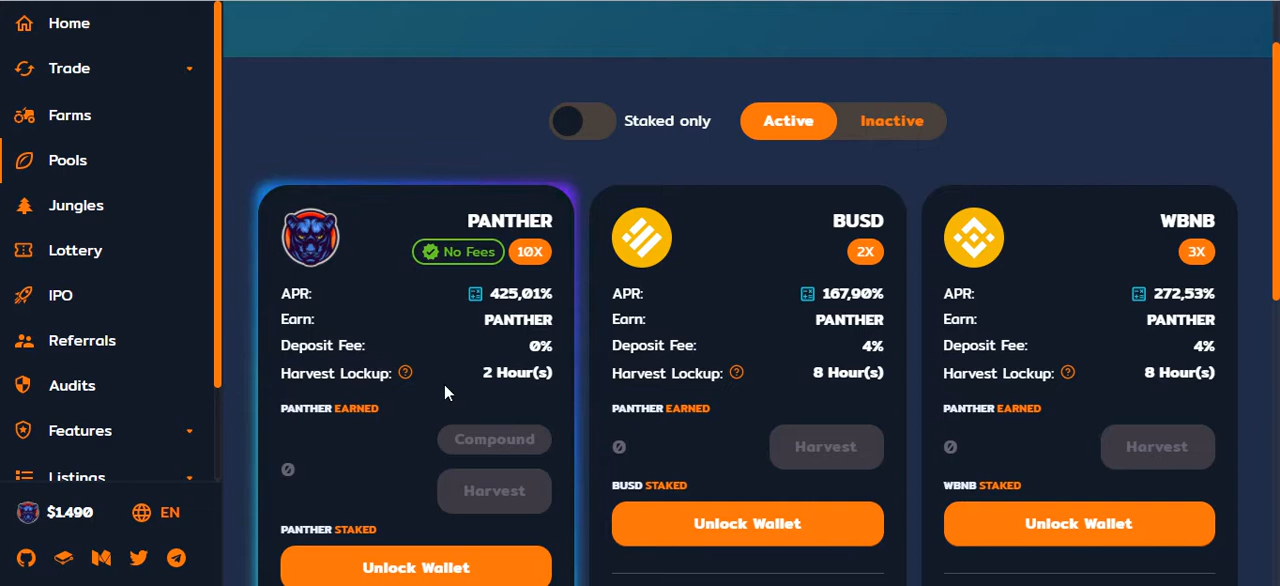 Home
Trade
Farms
Pools
Jungles
Lottery
IPO
Referrals
Audits
Features
Listings
$1.490
EN
Staked only
Active
Inactive
PANTHER
No Fees
10X
APR:
425,01%
Earn:
PANTHER
Deposit Fee:
0%
Harvest Lockup:
2 Hour(s)
PANTHER EARNED
Compound
0
Harvest
PANTHER STAKED
Unlock Wallet
BUSD
2X
APR:
167,90%
Earn:
PANTHER
Deposit Fee:
4%
Harvest Lockup:
8 Hour(s)
PANTHER EARNED
0
Harvest
BUSD STAKED
Unlock Wallet
WBNB
3X
APR:
272,53%
Earn:
PANTHER
Deposit Fee:
4%
Harvest Lockup:
8 Hour(s)
PANTHER EARNED
0
Harvest
WBNB STAKED
Unlock Wallet